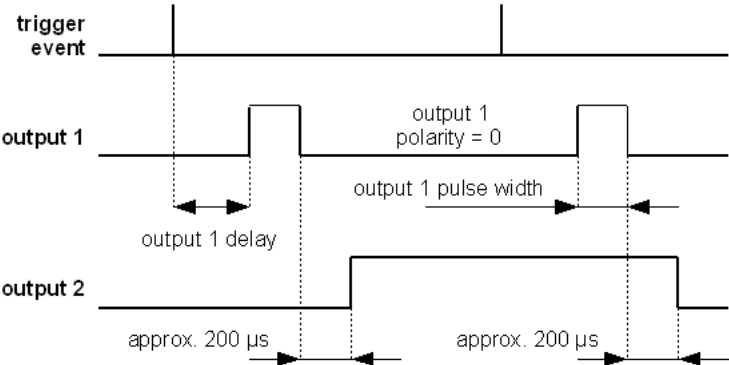 trigger
event
output 1
output 1
polarity = 0
output 1 pulse width
output 1 delay
output 2
approx. 200 µs
approx. 200 µs